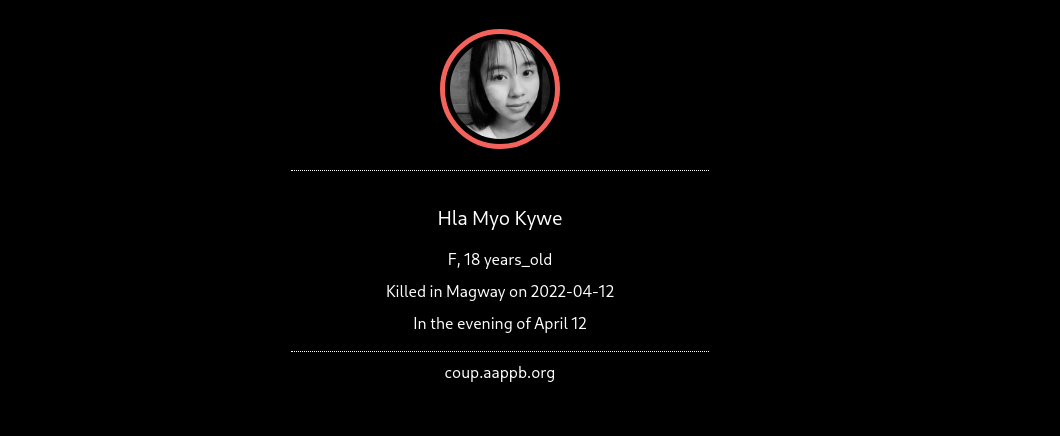 Hla Myo Kywe
F, 18 years_old
Killed in Magway on 2022-04-12
In the evening of April 12
coup.aappb.org